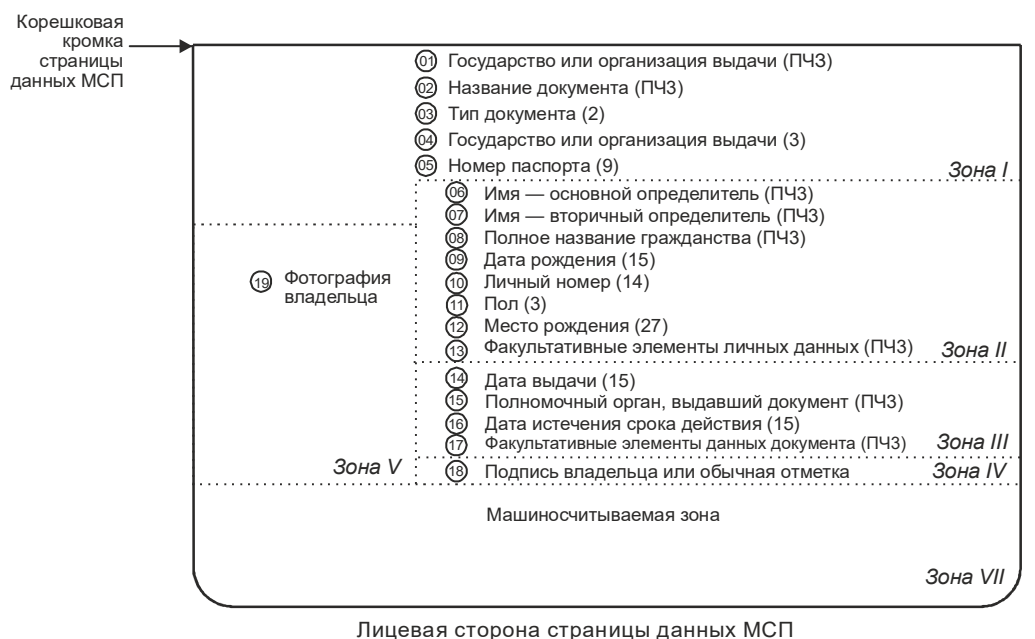 Корешковая
кромка
страницы
данных МСП
01 Государство или организация выдачи (ПЧЗ)
02 Название документа (ПЧЗ)
03 Тип документа (2)
04 Государство или организация выдачи (3)
05 Номер паспорта (9)
Зона I
06 Имя — основной определитель (ПЧЗ)
07 Имя — вторичный определитель (ПЧЗ)
08 Полное название гражданства (ПЧЗ)
09 Дата рождения (15)
10 Личный номер (14)
11 Пол (3)
12 Место рождения (27)
13 Факультативные элементы личных данных (ПЧЗ)
Зона II
19 Фотография
владельца
14 Дата выдачи (15)
15 Полномочный орган, выдавший документ (ПЧЗ)
16 Дата истечения срока действия (15)
17 Факультативные элементы данных документа (ПЧЗ)
Зона III
Зона V
18 Подпись владельца или обычная отметка
Зона IV
Машиносчитываемая зона
Зона VII
Лицевая сторона страницы данных МСП